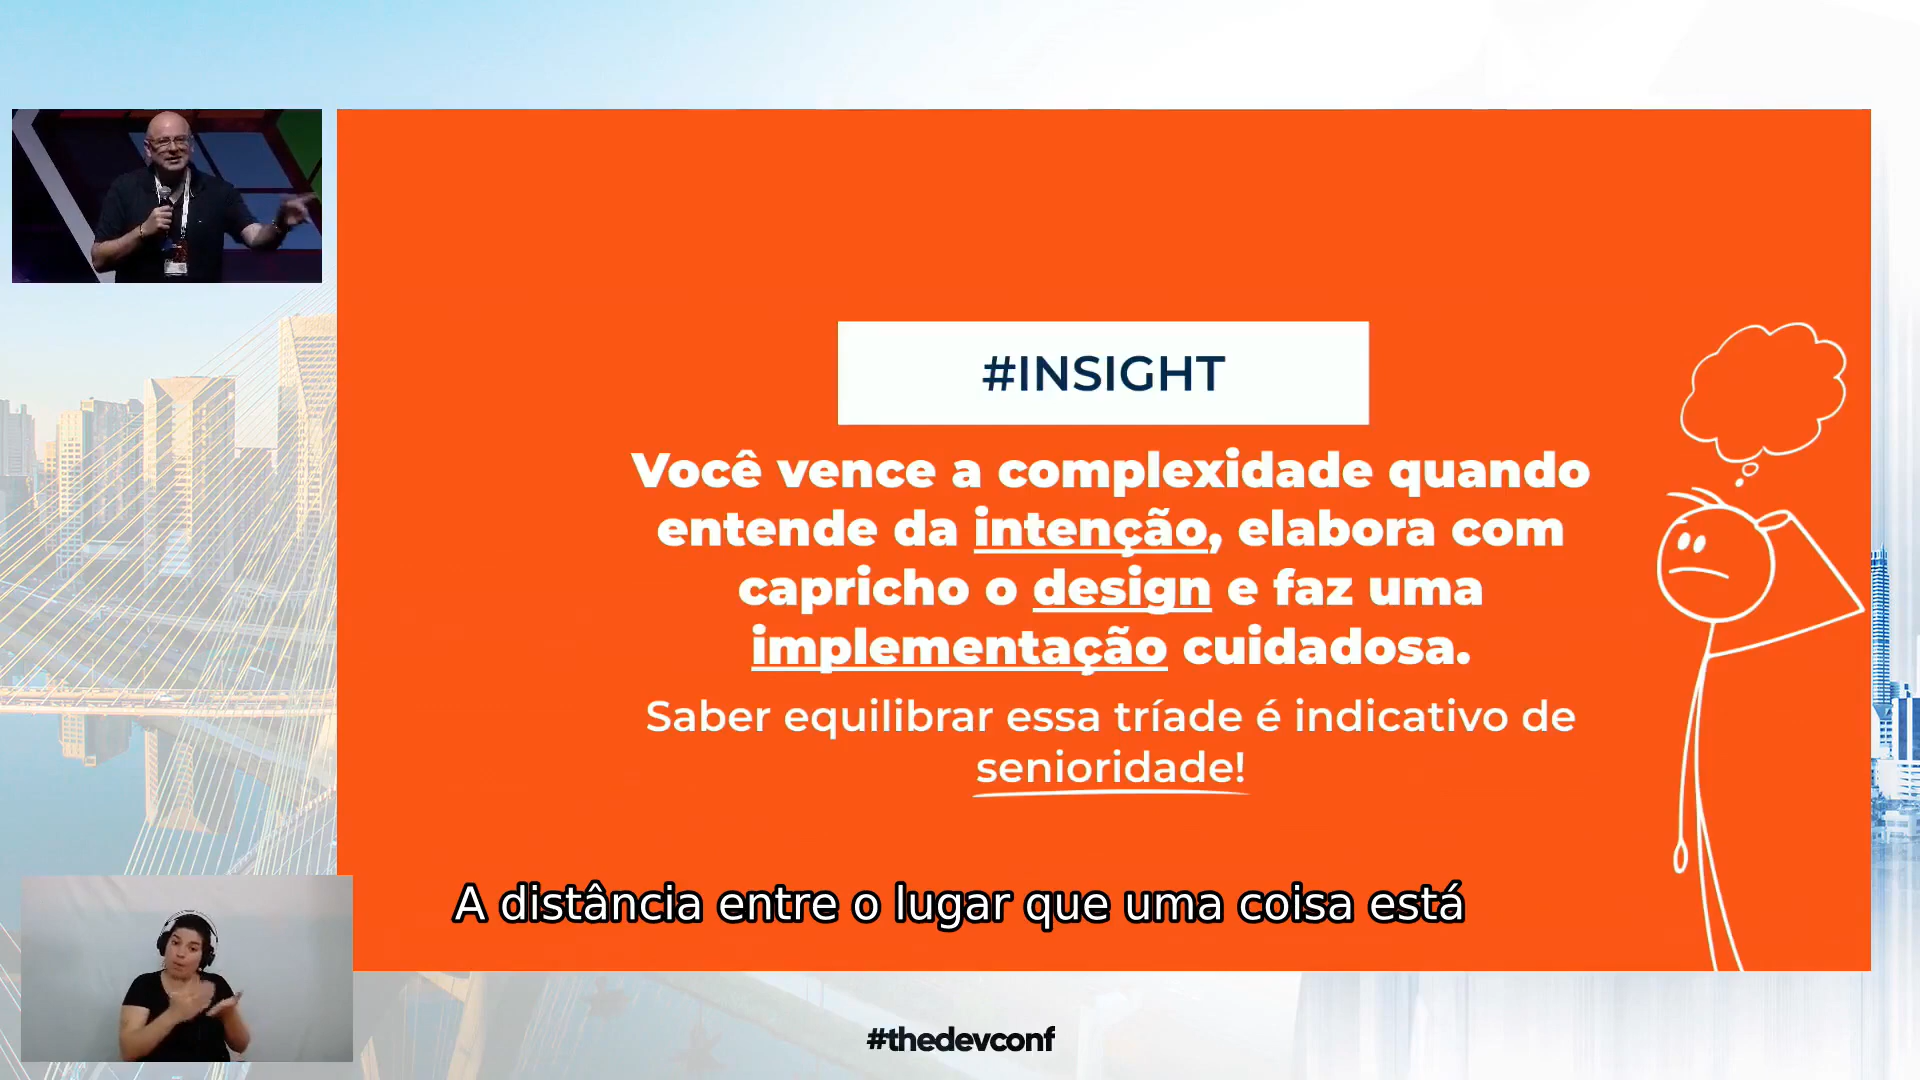 #INSIGHT
Você vence a complexidade quando
entende da intenção, elabora com
capricho o design e faz uma
implementação cuidadosa.
Saber equilibrar essa tríade é indicativo de
senioridade!
A distância entre o lugar que uma coisa está
#thedevconf